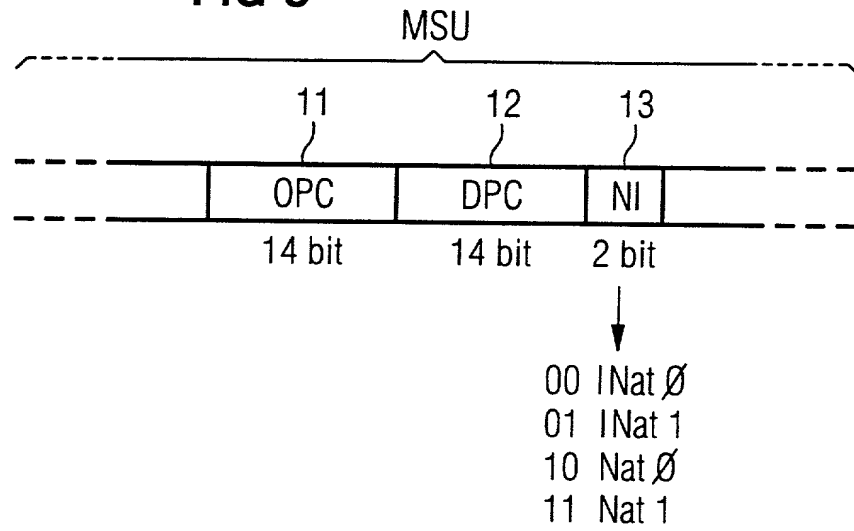 MSU
11 12 13
OPC DPC NI
14 bit 14 bit 2 bit
00 INat Ø
01 INat 1
10 Nat Ø
11 Nat 1